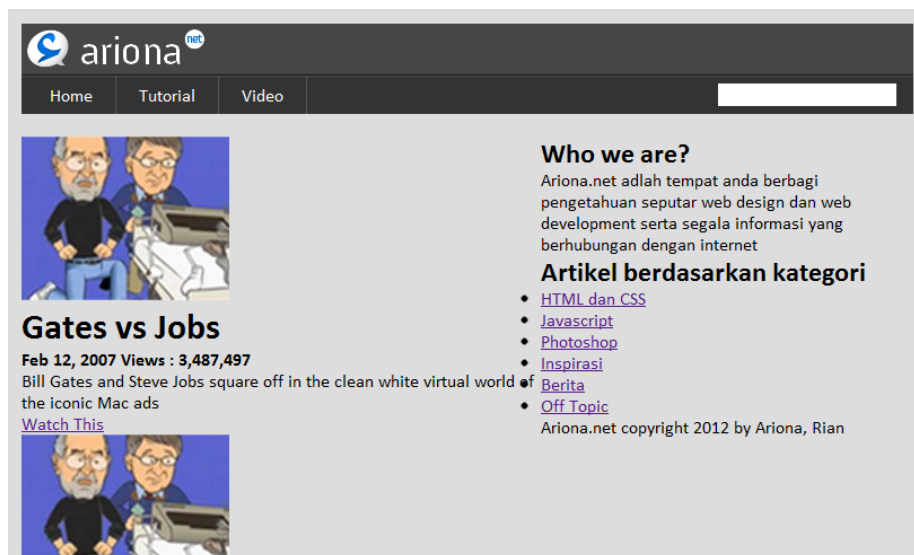 ariona net
Home Tutorial Video
Gates vs Jobs
Feb 12, 2007 Views : 3,487,497
Bill Gates and Steve Jobs square off in the clean white virtual world of
the iconic Mac ads
Watch This
Who we are?
Ariona.net adlah tempat anda berbagi
pengetahuan seputar web design dan web
development serta segala informasi yang
berhubungan dengan internet
Artikel berdasarkan kategori
HTML dan CSS
Javascript
Photoshop
Inspirasi
Berita
Off Topic
Ariona.net copyright 2012 by Ariona, Rian